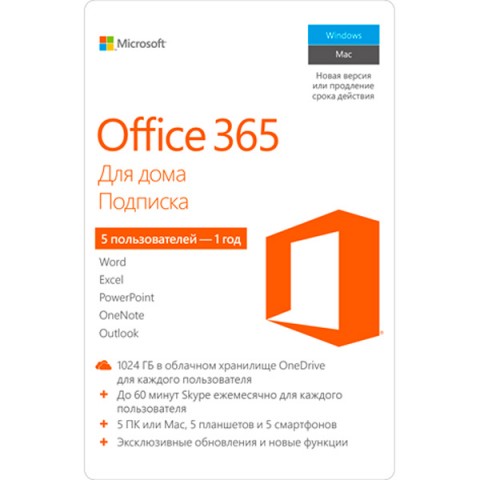 Microsoft
Windows
Mac
Новая версия
или продление
срока действия
Office 365
Для дома
Подписка
5 пользователей — 1 год
Word
Excel
PowerPoint
OneNote
Outlook
1024 ГБ в облачном хранилище OneDrive
для каждого пользователя
+ До 60 минут Skype ежемесячно для каждого
пользователя
+ 5 ПК или Mac, 5 планшетов и 5 смартфонов
+ Эксклюзивные обновления и новые функции